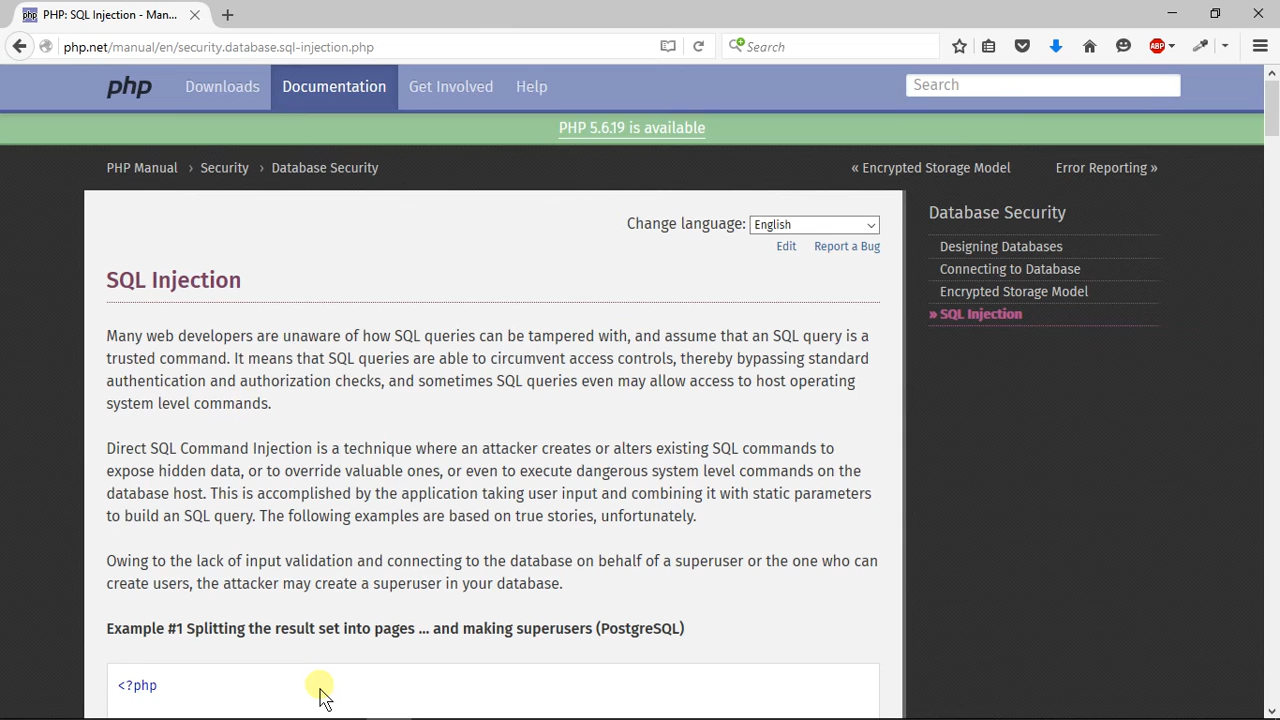 PHP: SQL Injection - Man...
php.net/manual/en/security.database.sql-injection.php
Search
ABP
php
Downloads
Documentation
Get Involved
Help
Search
PHP 5.6.19 is available
PHP Manual › Security › Database Security
« Encrypted Storage Model
Error Reporting »
Change language: English
Edit
Report a Bug
SQL Injection
Many web developers are unaware of how SQL queries can be tampered with, and assume that an SQL query is a
trusted command. It means that SQL queries are able to circumvent access controls, thereby bypassing standard
authentication and authorization checks, and sometimes SQL queries even may allow access to host operating
system level commands.
Direct SQL Command Injection is a technique where an attacker creates or alters existing SQL commands to
expose hidden data, or to override valuable ones, or even to execute dangerous system level commands on the
database host. This is accomplished by the application taking user input and combining it with static parameters
to build an SQL query. The following examples are based on true stories, unfortunately.
Owing to the lack of input validation and connecting to the database on behalf of a superuser or the one who can
create users, the attacker may create a superuser in your database.
Example #1 Splitting the result set into pages ... and making superusers (PostgreSQL)
<?php
Database Security
Designing Databases
Connecting to Database
Encrypted Storage Model
» SQL Injection